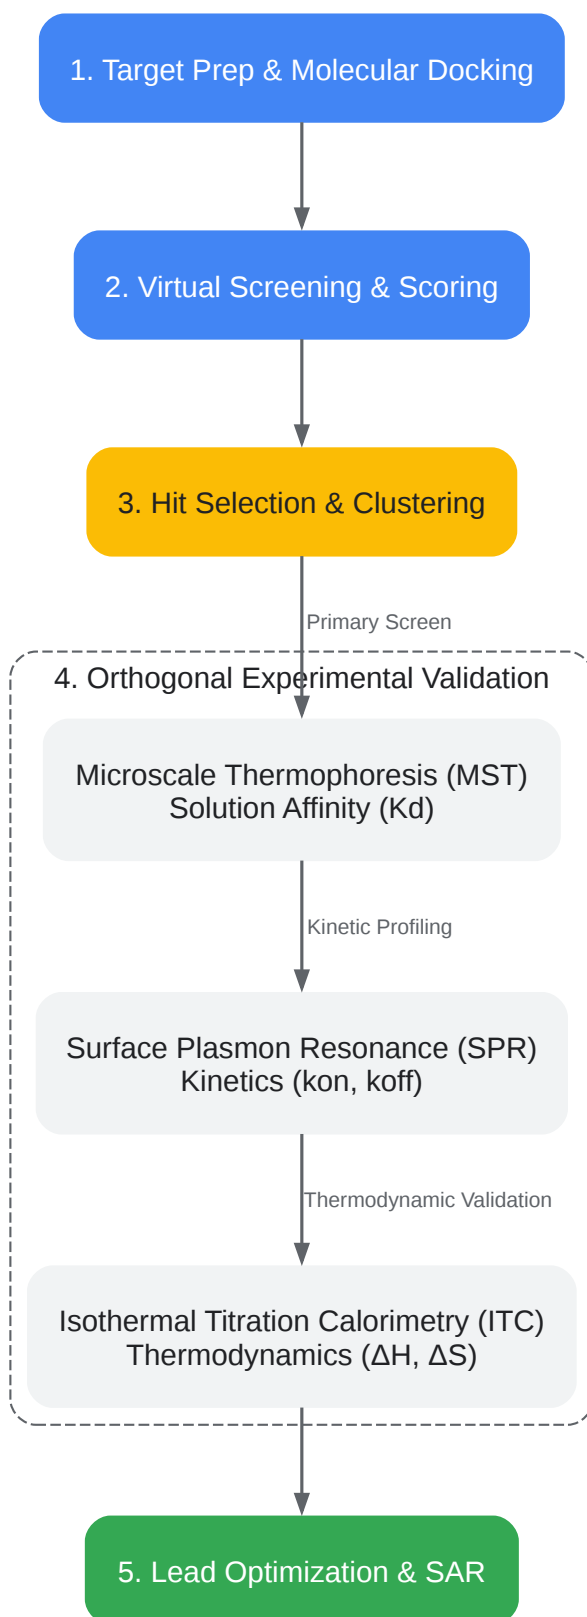 1. Target Prep & Molecular Docking
2. Virtual Screening & Scoring
3. Hit Selection & Clustering
Primary Screen
4. Orthogonal Experimental Validation
Microscale Thermophoresis (MST)
Solution Affinity (Kd)
Kinetic Profiling
Surface Plasmon Resonance (SPR)
Kinetics (kon, koff)
Thermodynamic Validation
Isothermal Titration Calorimetry (ITC)
Thermodynamics (ΔH, ΔS)
5. Lead Optimization & SAR